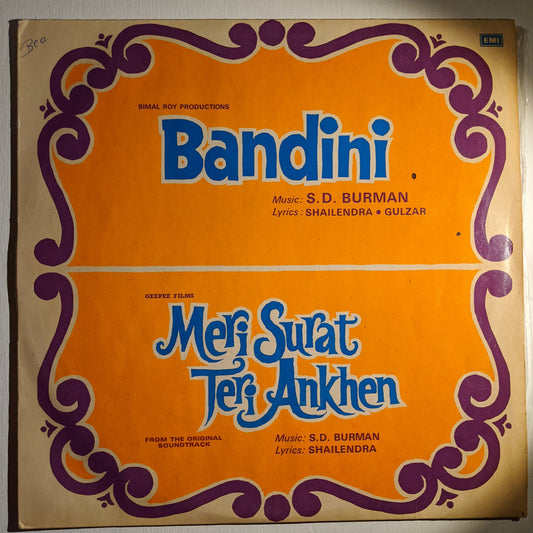 EMI
BIMAL ROY PRODUCTIONS
Bandini
Music: S.D. BURMAN
Lyrics: SHAILENDRA • GULZAR
GEEPEE FILMS
Meri Surat
Teri Ankhen
FROM THE ORIGINAL
SOUNDTRACK
Music: S.D. BURMAN
Lyrics: SHAILENDRA